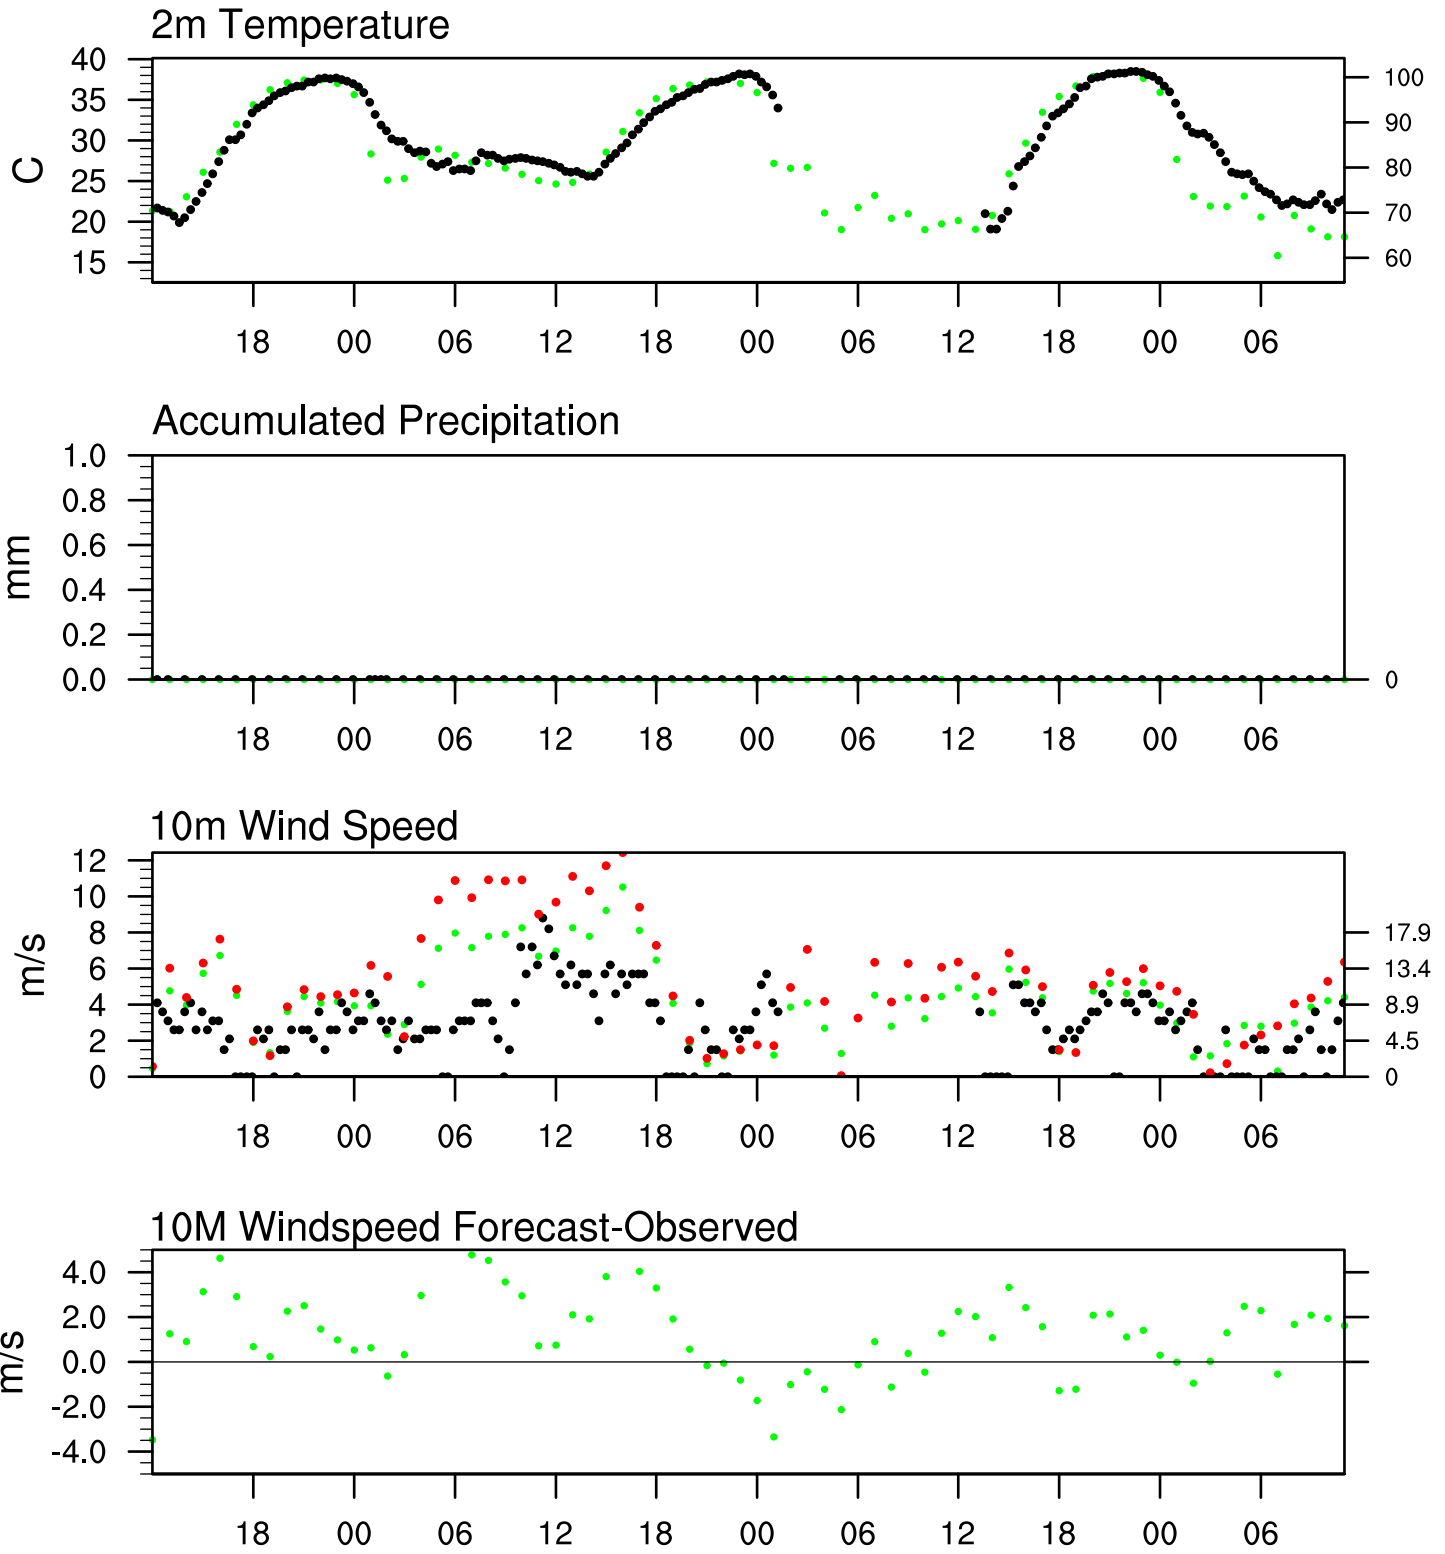 2m Temperature
40
35
30
25
20
15
C
100
90
80
70
60
18 00 06 12 18 00 06 12 18 00 06
Accumulated Precipitation
1.0
0.8
0.6
0.4
0.2
0.0
mm
0
18 00 06 12 18 00 06 12 18 00 06
10m Wind Speed
12
10
8
6
4
2
0
m/s
17.9
13.4
8.9
4.5
0
18 00 06 12 18 00 06 12 18 00 06
10M Windspeed Forecast-Observed
4.0
2.0
0.0
-2.0
-4.0
m/s
18 00 06 12 18 00 06 12 18 00 06